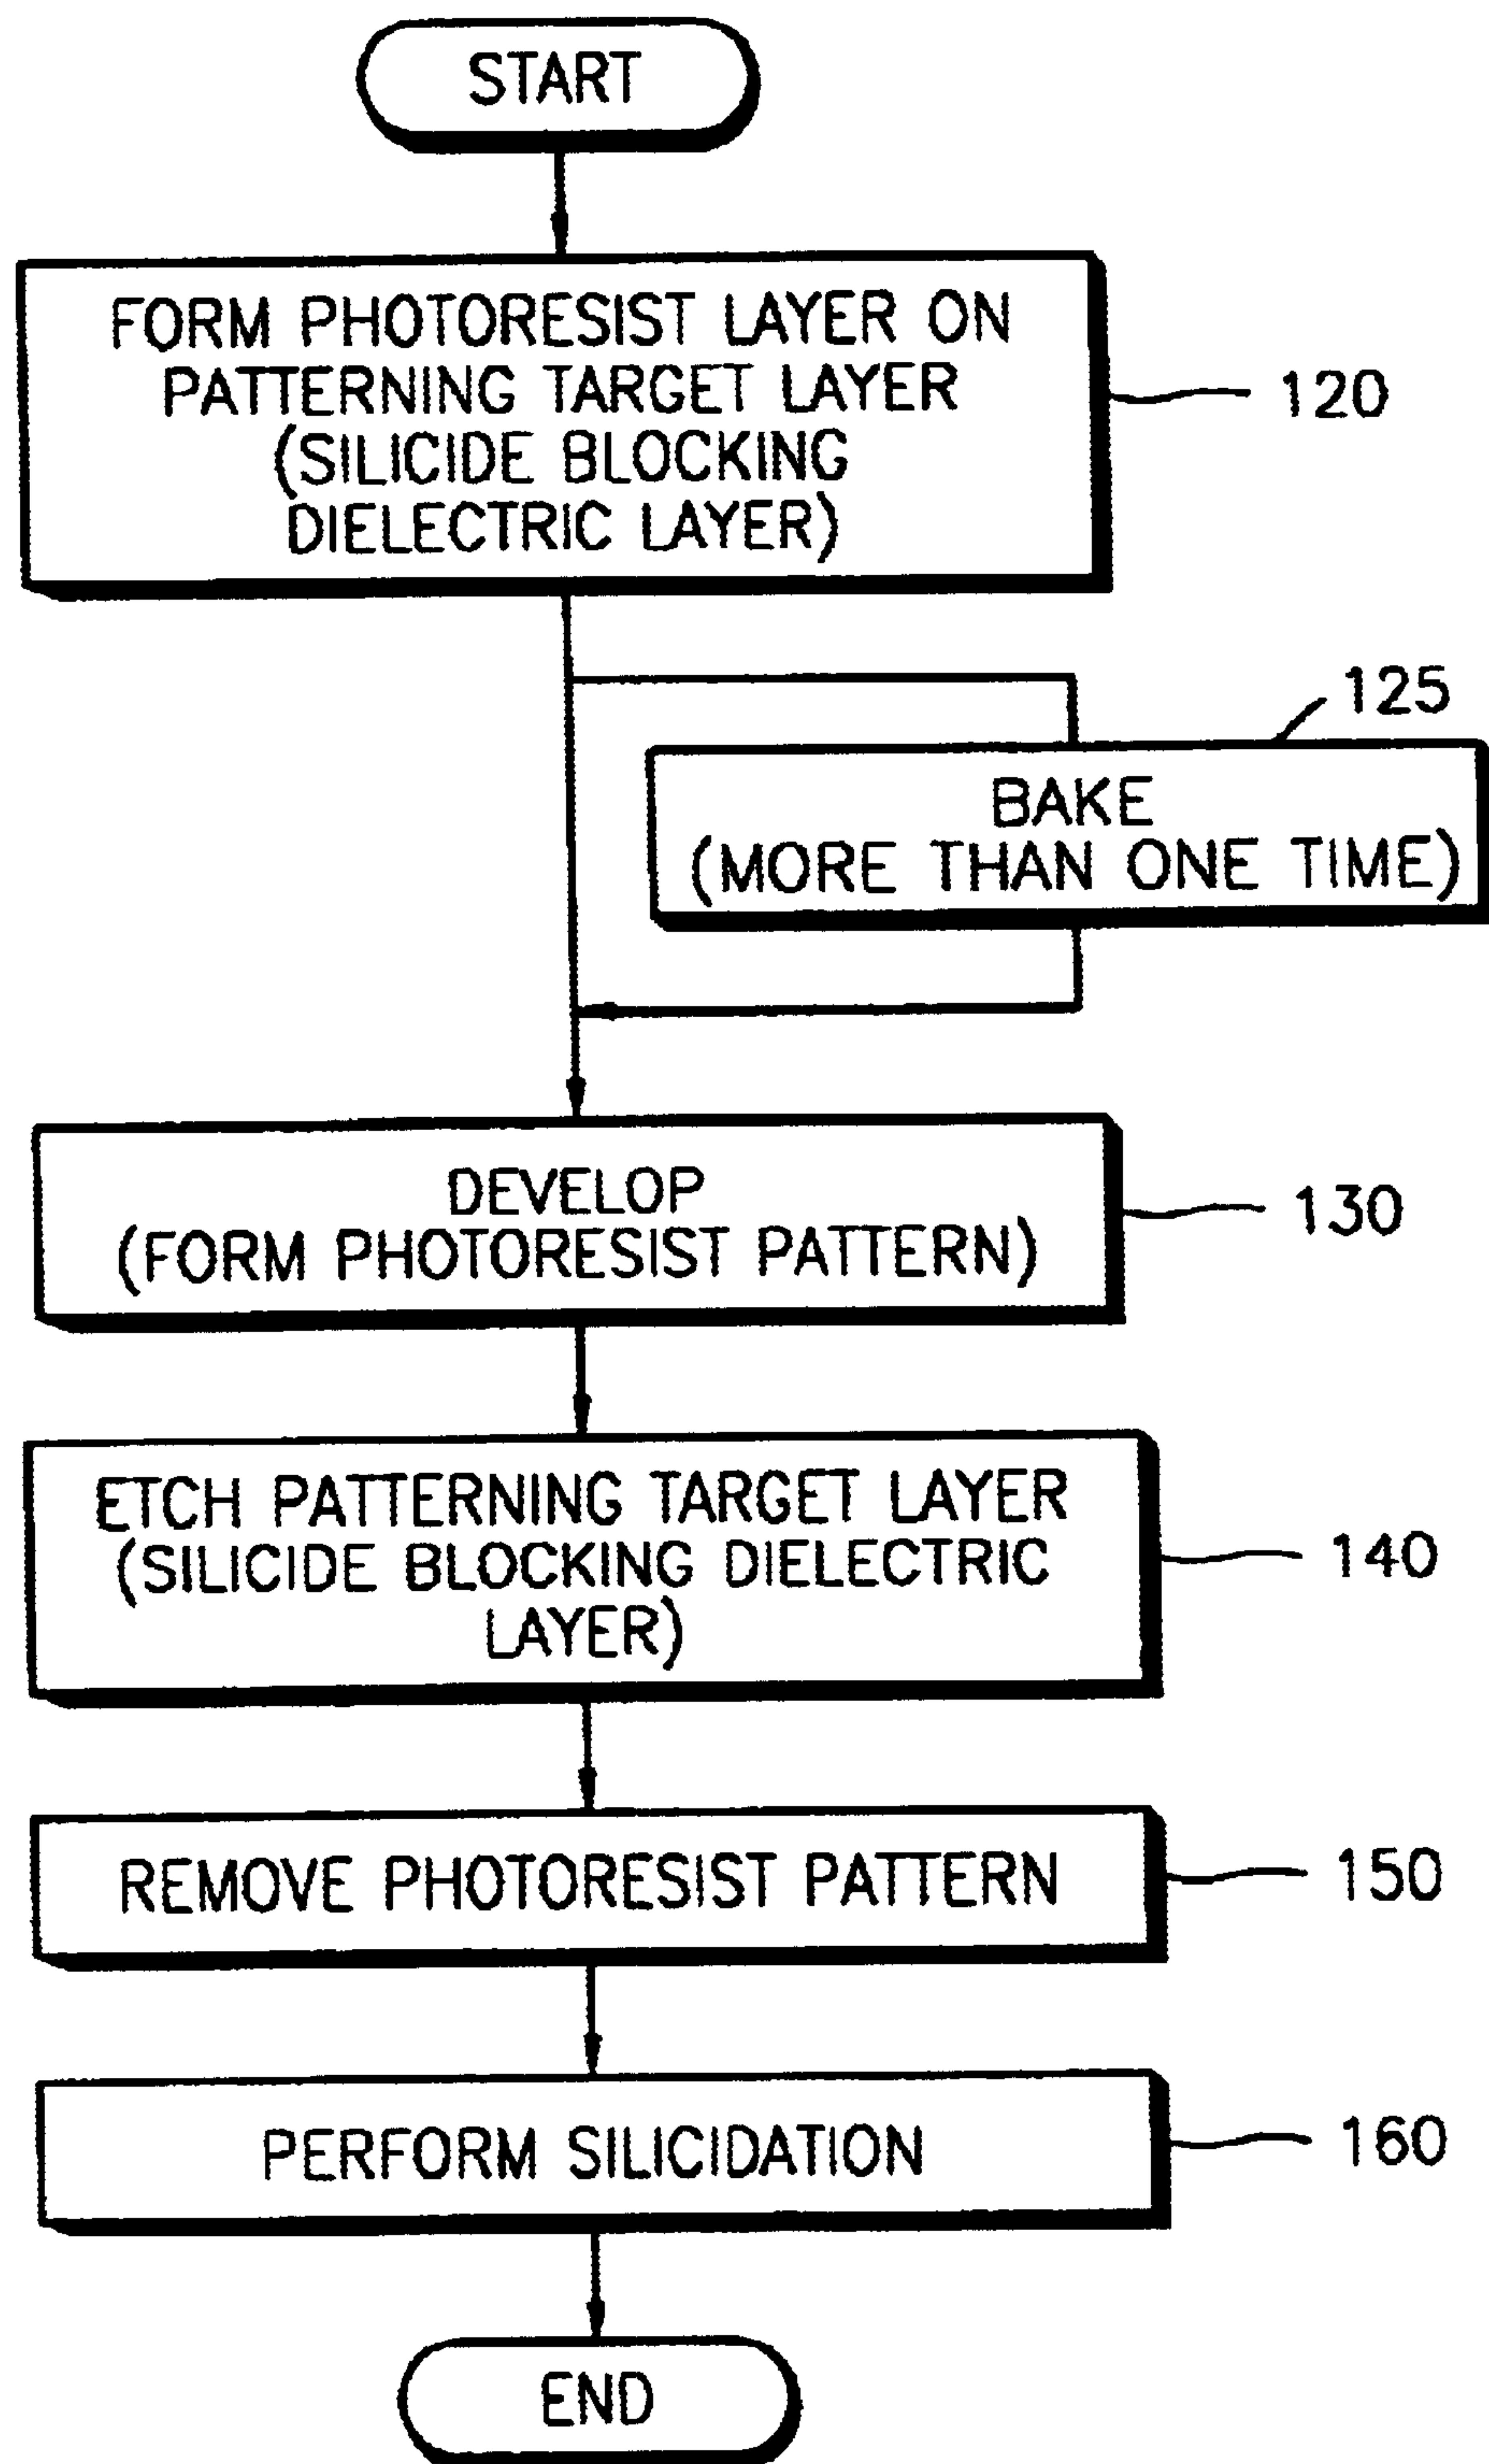 START
FORM PHOTORESIST LAYER ON
PATTERNING TARGET LAYER
(SILICIDE BLOCKING
DIELECTRIC LAYER)
120
125
BAKE
(MORE THAN ONE TIME)
DEVELOP
(FORM PHOTORESIST PATTERN)
130
ETCH PATTERNING TARGET LAYER
(SILICIDE BLOCKING DIELECTRIC
LAYER)
140
REMOVE PHOTORESIST PATTERN
150
PERFORM SILICIDATION
160
END